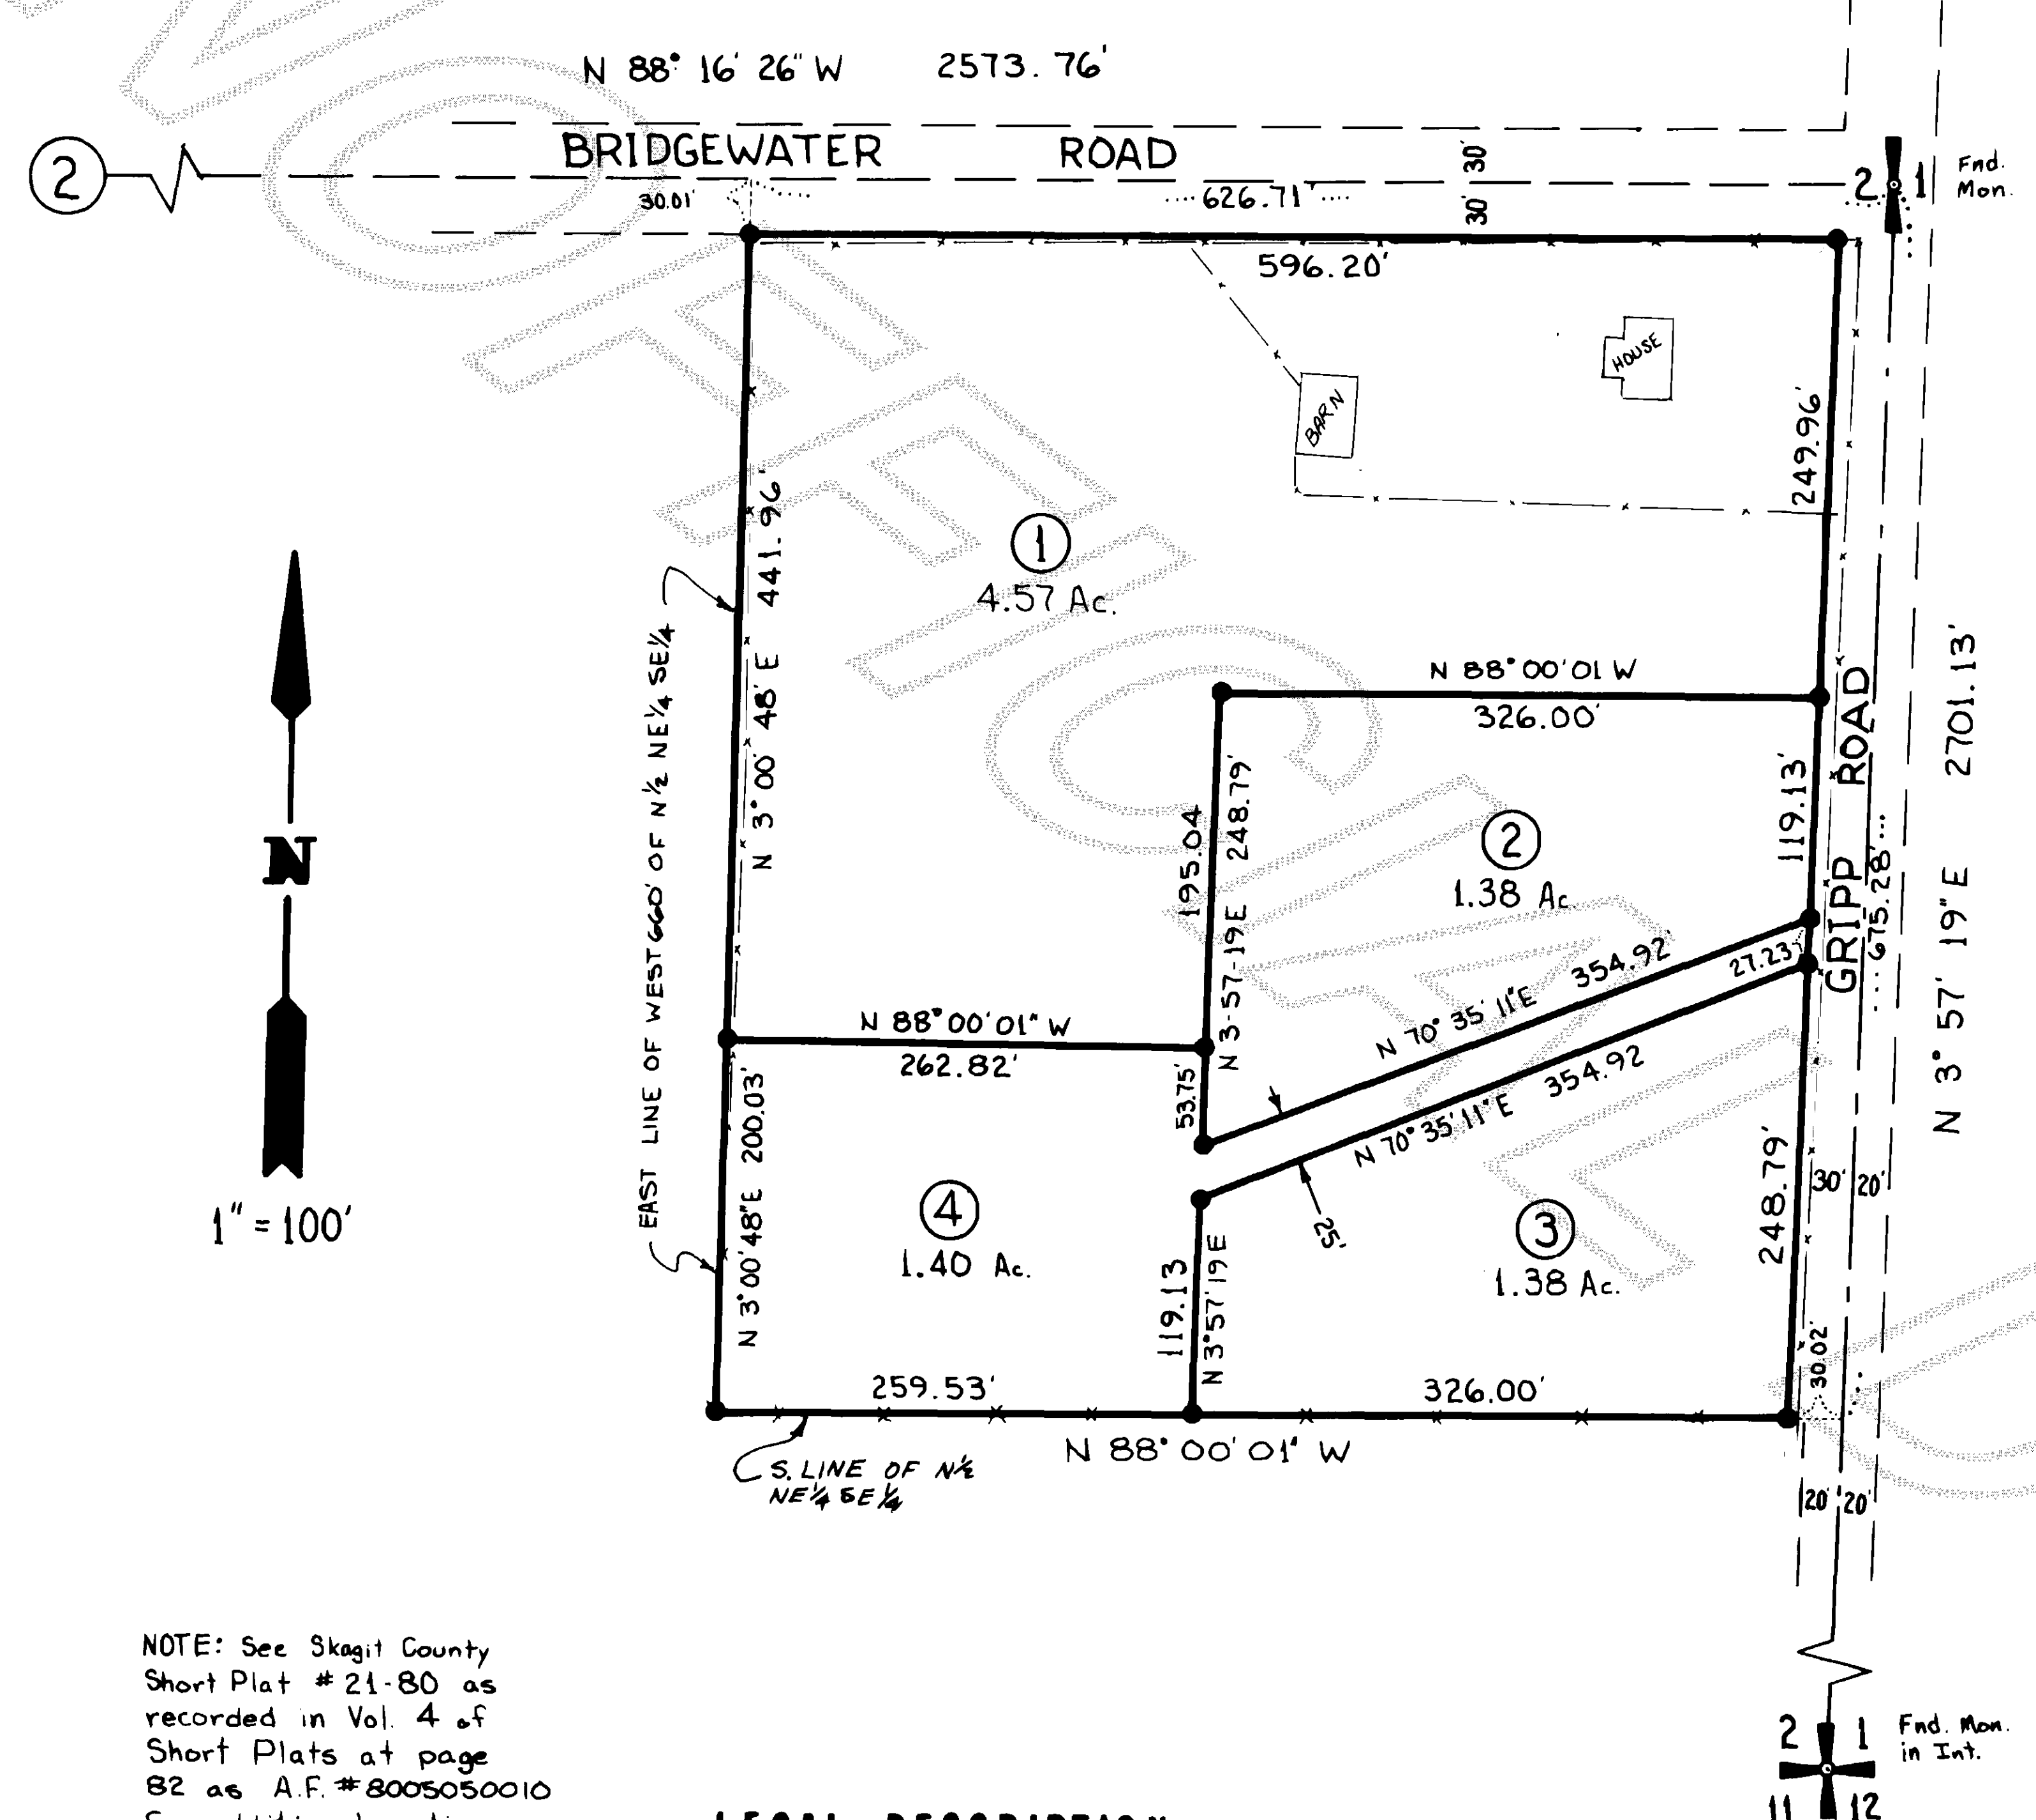 N 88° 16' 26" W 2573.76'
BRIDGEWATER ROAD
2
30.01'
626.71'
30'
30'
2 1
Fnd.
Mon.
596.20'
HOUSE
BARN
249.96'
441.96'
N 3° 00' 48" E
1
4.57 Ac.
EAST LINE OF WEST 660' OF N½ NE¼ SE¼
N 88°00'01 W
326.00'
195.04
N 3-57-19E 248.79'
2
1.38 Ac.
119.13'
GRIPP ROAD
675.28'
N 3° 57' 19" E 2701.13'
N
1" = 100'
N 88°00'01" W
262.82'
53.75'
N 70° 35' 11"E 354.92'
27.23'
N 70°35'11"E 354.92
25'
N 3°00'48"E 200.03'
4
1.40 Ac.
3
1.38 Ac.
248.79'
30' 20'
119.13
N 3°57'19E
30.02'
259.53'
326.00'
N 88° 00' 01" W
S. LINE OF N½
NE¼ SE¼
20' 20'
NOTE: See Skagit County
Short Plat # 21-80 as
recorded in Vol. 4 of
Short Plats at page
82 as A.F. #8005050010
2 1
Fnd. Mon.
in Int.
11 12
LEGAL DESCRIPTION
UNOFFICIAL